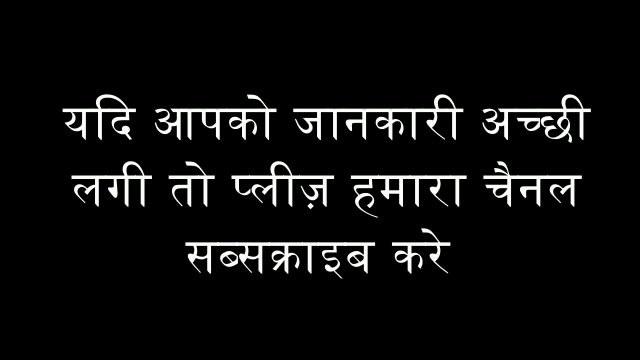 यदि आपको जानकारी अच्छी
लगी तो प्लीज़ हमारा चैनल
सब्सक्राइब करे